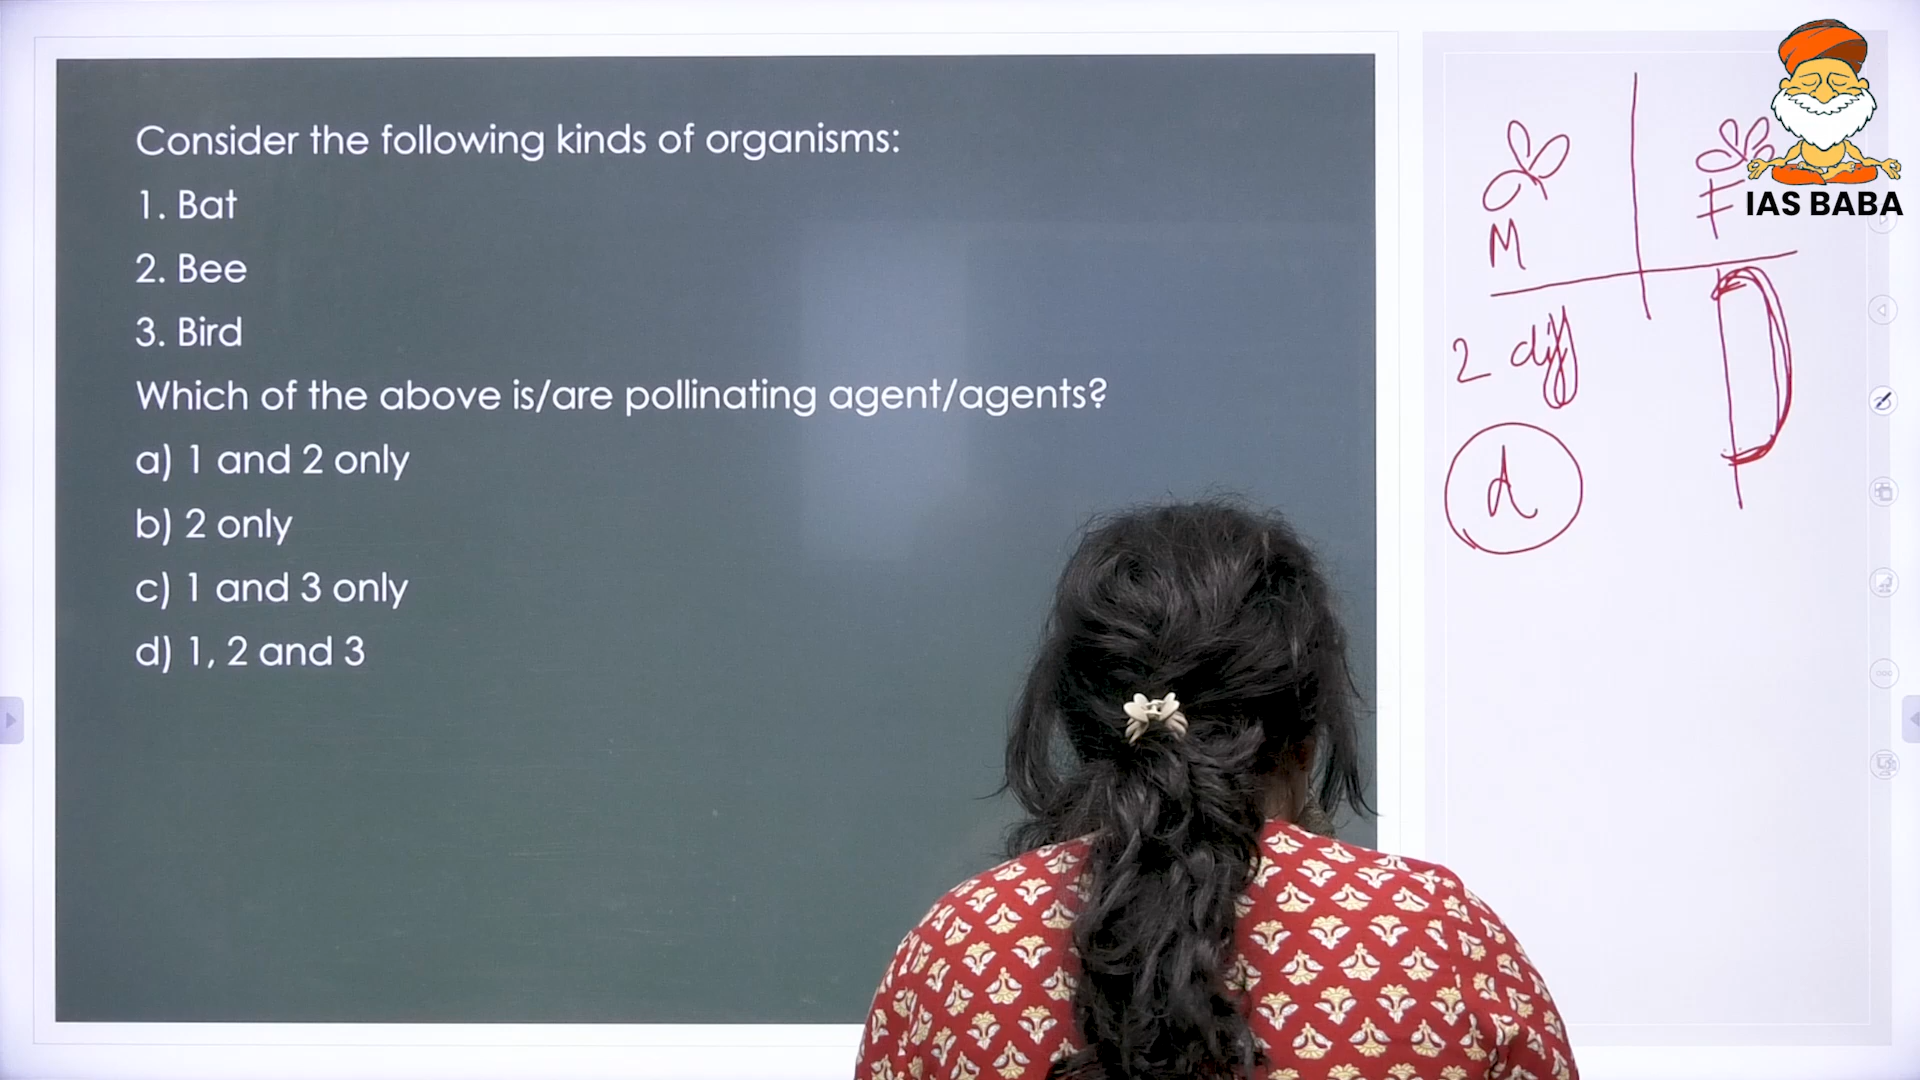 Consider the following kinds of organisms:
1. Bat
2. Bee
3. Bird
Which of the above is/are pollinating agent/agents?
a) 1 and 2 only
b) 2 only
c) 1 and 3 only
d) 1, 2 and 3
IAS BABA
M
F
2 diff
A